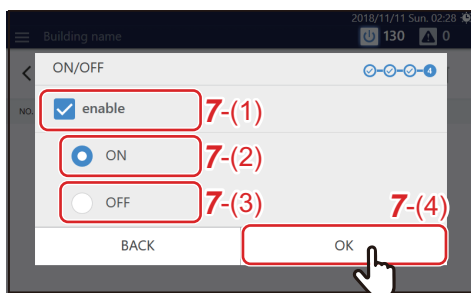 2018/11/11 Sun. 02:28
Building name 130 0
ON/OFF 4
NO.
enable 7-(1)
ON 7-(2)
OFF 7-(3)
7-(4)
BACK OK